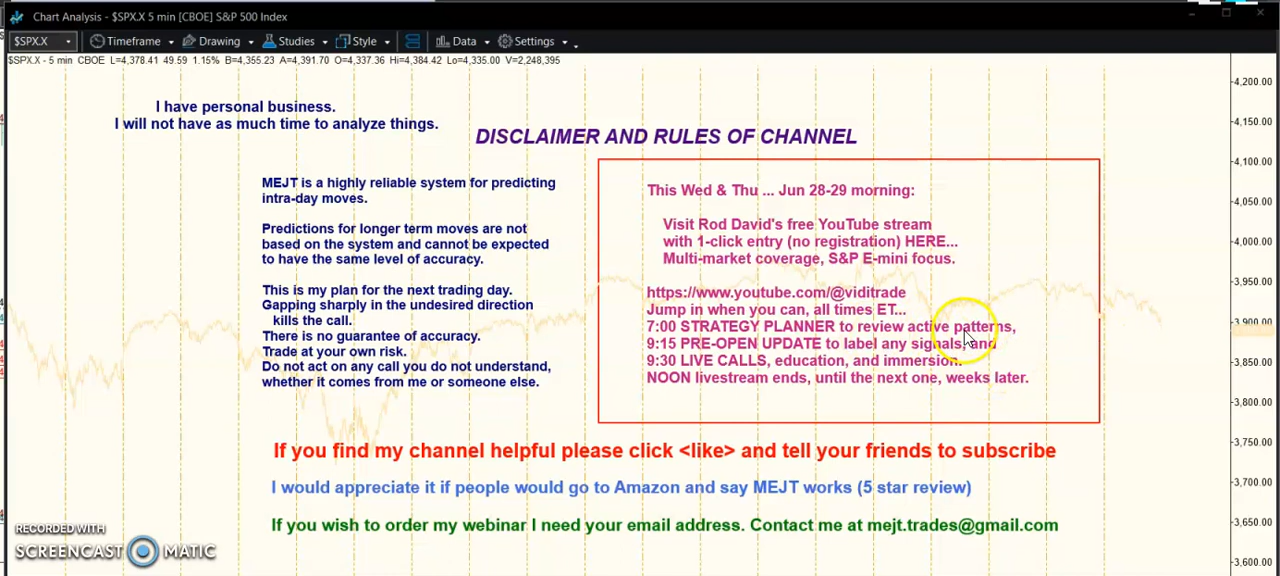 Chart Analysis - $SPX.X 5 min [CBOE] S&P 500 Index
$SPX.X Timeframe Drawing Studies Style Data Settings
$SPX.X - 5 min CBOE L=4,378.41 49.59 1.15% B=4,355.23 A=4,391.70 O=4,337.36 Hi=4,384.42 Lo=4,335.00 V=2,248,395
I have personal business.
I will not have as much time to analyze things.
DISCLAIMER AND RULES OF CHANNEL
MEJT is a highly reliable system for predicting
intra-day moves.
Predictions for longer term moves are not
based on the system and cannot be expected
to have the same level of accuracy.
This is my plan for the next trading day.
Gapping sharply in the undesired direction
kills the call.
There is no guarantee of accuracy.
Trade at your own risk.
Do not act on any call you do not understand,
whether it comes from me or someone else.
This Wed & Thu ... Jun 28-29 morning:
Visit Rod David's free YouTube stream
with 1-click entry (no registration) HERE...
Multi-market coverage, S&P E-mini focus.
https://www.youtube.com/@viditrade
Jump in when you can, all times ET...
7:00 STRATEGY PLANNER to review active patterns,
9:15 PRE-OPEN UPDATE to label any signals, and
9:30 LIVE CALLS, education, and immersion.
NOON livestream ends, until the next one, weeks later.
If you find my channel helpful please click <like> and tell your friends to subscribe
I would appreciate it if people would go to Amazon and say MEJT works (5 star review)
If you wish to order my webinar I need your email address. Contact me at mejt.trades@gmail.com
4,200.00
4,150.00
4,100.00
4,050.00
4,000.00
3,950.00
3,900.00
3,850.00
3,800.00
3,750.00
3,700.00
3,650.00
3,600.00
RECORDED WITH
SCREENCAST MATIC